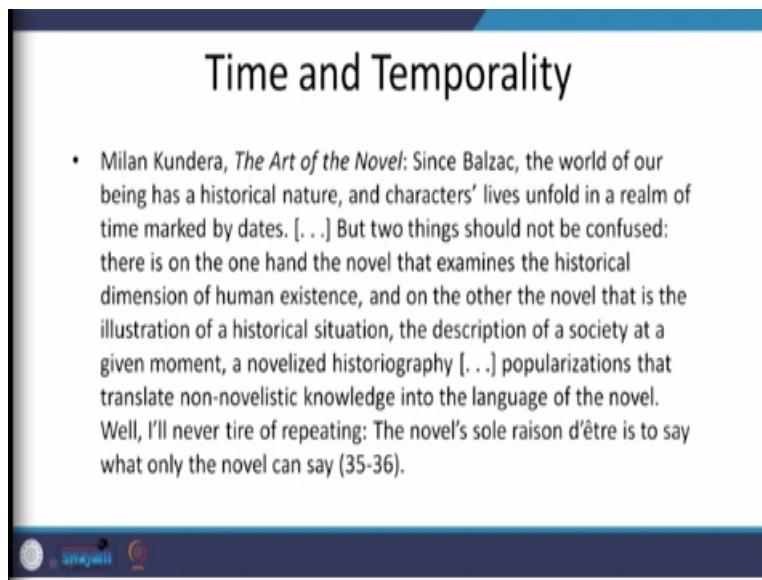 Time and Temporality
• Milan Kundera, The Art of the Novel: Since Balzac, the world of our
being has a historical nature, and characters' lives unfold in a realm of
time marked by dates. [. . .] But two things should not be confused:
there is on the one hand the novel that examines the historical
dimension of human existence, and on the other the novel that is the
illustration of a historical situation, the description of a society at a
given moment, a novelized historiography [. . .] popularizations that
translate non-novelistic knowledge into the language of the novel.
Well, I'll never tire of repeating: The novel's sole raison d'être is to say
what only the novel can say (35-36).
swayam